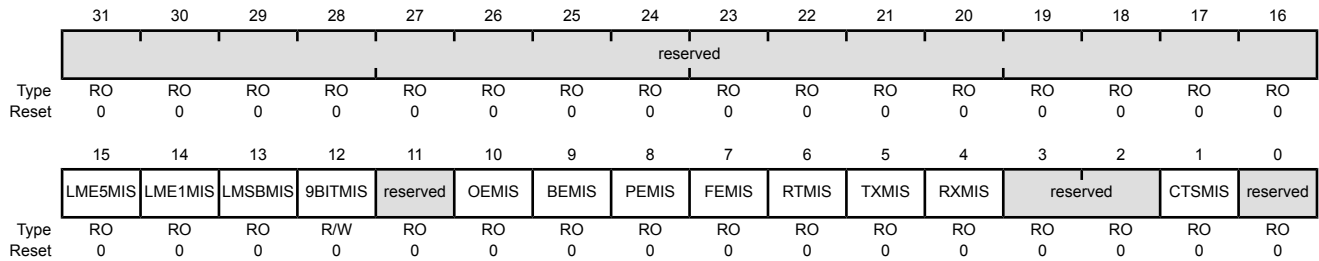 31 30 29 28 27 26 25 24 23 22 21 20 19 18 17 16
reserved
Type RO RO RO RO RO RO RO RO RO RO RO RO RO RO RO RO
Reset 0 0 0 0 0 0 0 0 0 0 0 0 0 0 0 0
15 14 13 12 11 10 9 8 7 6 5 4 3 2 1 0
LME5MIS LME1MIS LMSBMIS 9BITMIS reserved OEMIS BEMIS PEMIS FEMIS RTMIS TXMIS RXMIS reserved CTSMIS reserved
Type RO RO RO R/W RO RO RO RO RO RO RO RO RO RO RO RO
Reset 0 0 0 0 0 0 0 0 0 0 0 0 0 0 0 0